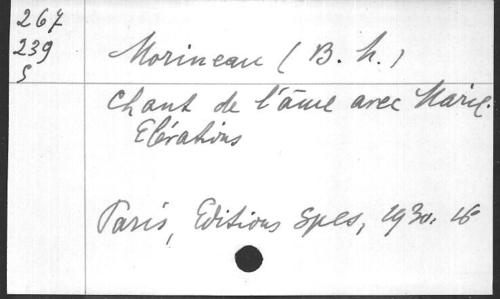 267
239
S
Morineau (B. h.)
Chant de l'âme avec Marie.
Elévations
Paris, Editions Spes, 1930. 16°